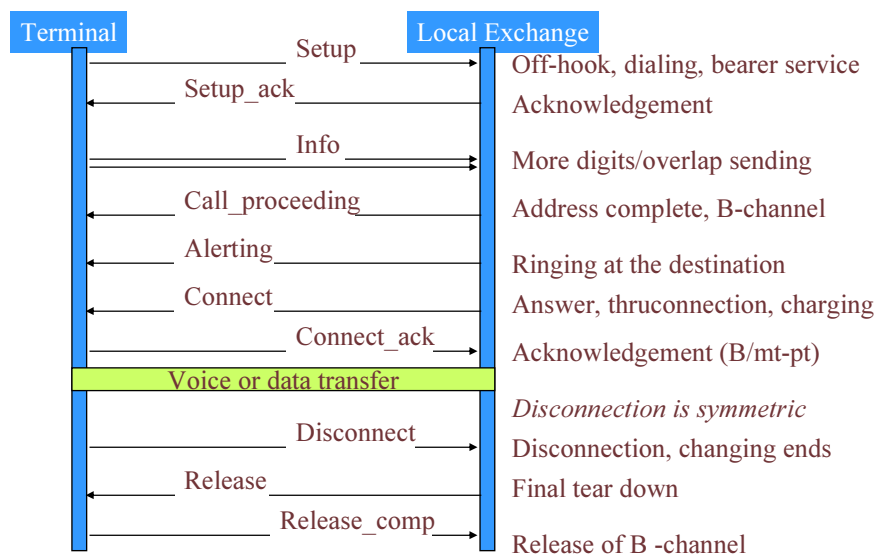 Terminal
Local Exchange
Setup
Off-hook, dialing, bearer service
Setup_ack
Acknowledgement
Info
More digits/overlap sending
Call_proceeding
Address complete, B-channel
Alerting
Ringing at the destination
Connect
Answer, thruconnection, charging
Connect_ack
Acknowledgement (B/mt-pt)
Voice or data transfer
Disconnection is symmetric
Disconnect
Disconnection, changing ends
Release
Final tear down
Release_comp
Release of B -channel